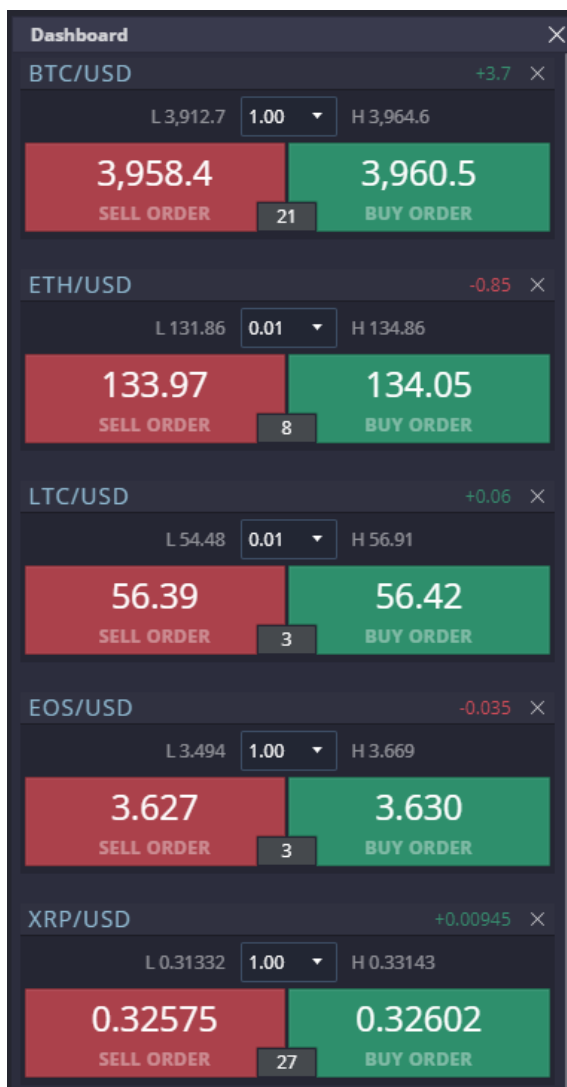 Dashboard
BTC/USD +3.7
L 3,912.7 1.00 H 3,964.6
3,958.4 3,960.5
SELL ORDER 21 BUY ORDER
ETH/USD -0.85
L 131.86 0.01 H 134.86
133.97 134.05
SELL ORDER 8 BUY ORDER
LTC/USD +0.06
L 54.48 0.01 H 56.91
56.39 56.42
SELL ORDER 3 BUY ORDER
EOS/USD -0.035
L 3.494 1.00 H 3.669
3.627 3.630
SELL ORDER 3 BUY ORDER
XRP/USD +0.00945
L 0.31332 1.00 H 0.33143
0.32575 0.32602
SELL ORDER 27 BUY ORDER